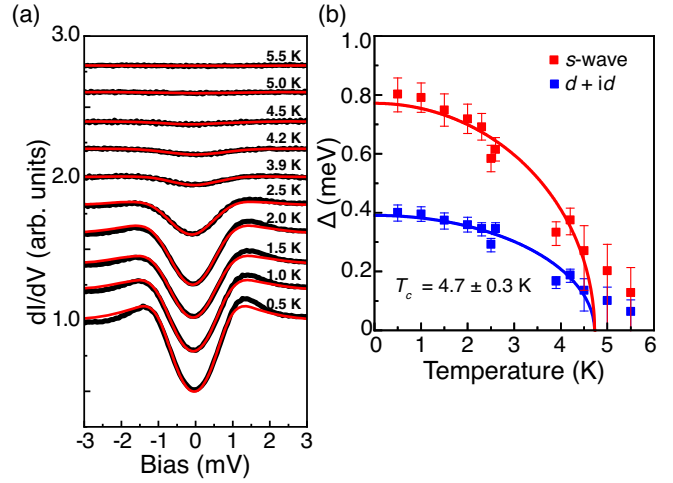 (a)
3.0
2.0
1.0
dI/dV (arb. units)
5.5 K
5.0 K
4.5 K
4.2 K
3.9 K
2.5 K
2.0 K
1.5 K
1.0 K
0.5 K
-3 -2 -1 0 1 2 3
Bias (mV)
(b)
1.0
0.8
0.6
0.4
0.2
0
Δ (meV)
s-wave
d + id
T_c = 4.7 ± 0.3 K
0 1 2 3 4 5 6
Temperature (K)